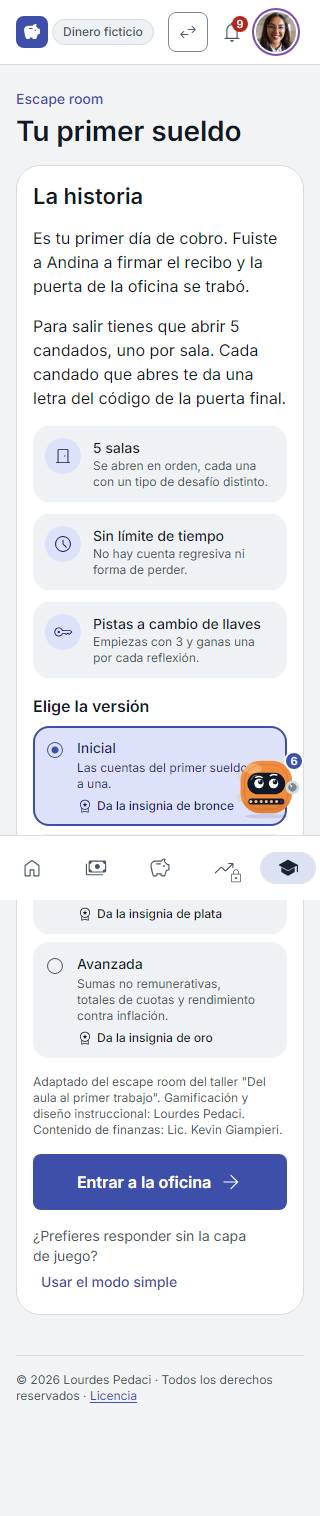 Dinero ficticio
9
Escape room
Tu primer sueldo
La historia
Es tu primer día de cobro. Fuiste
a Andina a firmar el recibo y la
puerta de la oficina se trabó.
Para salir tienes que abrir 5
candados, uno por sala. Cada
candado que abres te da una
letra del código de la puerta final.
5 salas
Se abren en orden, cada una
con un tipo de desafío distinto.
Sin límite de tiempo
No hay cuenta regresiva ni
forma de perder.
Pistas a cambio de llaves
Empiezas con 3 y ganas una
por cada reflexión.
Elige la versión
Inicial
Las cuentas del primer sueldo
a una.
Da la insignia de bronce
6
Da la insignia de plata
Avanzada
Sumas no remunerativas,
totales de cuotas y rendimiento
contra inflación.
Da la insignia de oro
Adaptado del escape room del taller "Del
aula al primer trabajo". Gamificación y
diseño instruccional: Lourdes Pedaci.
Contenido de finanzas: Lic. Kevin Giampieri.
Entrar a la oficina
¿Prefieres responder sin la capa
de juego?
Usar el modo simple
© 2026 Lourdes Pedaci · Todos los derechos
reservados · Licencia